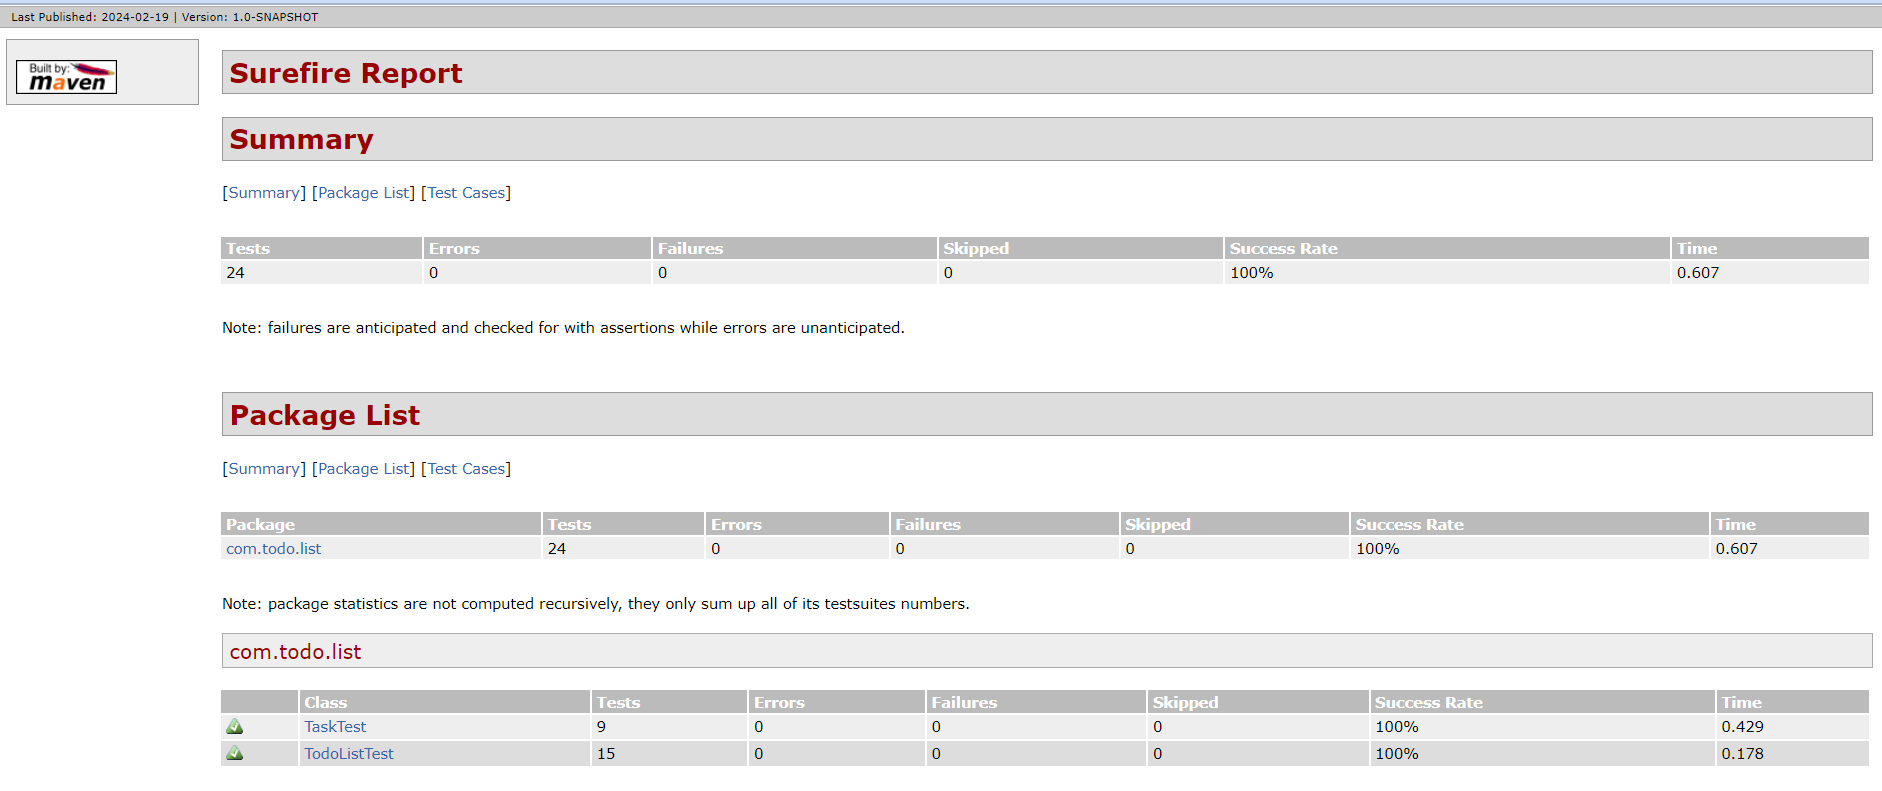 Last Published: 2024-02-19 | Version: 1.0-SNAPSHOT
Built by:
maven
Surefire Report
Summary
[Summary] [Package List] [Test Cases]
Tests Errors Failures Skipped Success Rate Time
24 0 0 0 100% 0.607
Note: failures are anticipated and checked for with assertions while errors are unanticipated.
Package List
[Summary] [Package List] [Test Cases]
Package Tests Errors Failures Skipped Success Rate Time
com.todo.list 24 0 0 0 100% 0.607
Note: package statistics are not computed recursively, they only sum up all of its testsuites numbers.
com.todo.list
Class Tests Errors Failures Skipped Success Rate Time
TaskTest 9 0 0 0 100% 0.429
TodoListTest 15 0 0 0 100% 0.178